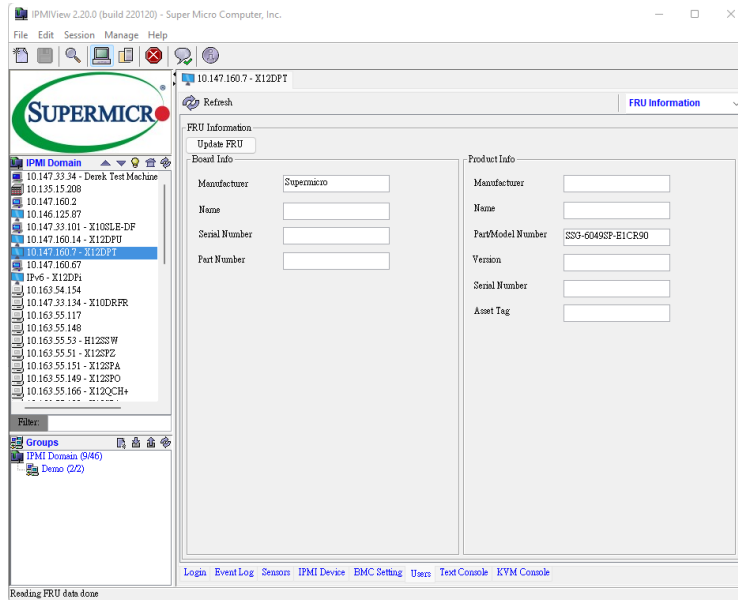 IPMIView 2.20.0 (build 220120) - Super Micro Computer, Inc.
File Edit Session Manage Help
SUPERMICR
10.147.160.7 - X12DPT
Refresh
FRU Information
FRU Information
Update FRU
Board Info
Manufacturer Supermicro
Name
Serial Number
Part Number
Product Info
Manufacturer
Name
Part/Model Number SSG-6049SP-E1CR90
Version
Serial Number
Asset Tag
IPMI Domain
10.147.33.34 - Derek Test Machine
10.135.15.208
10.147.160.2
10.146.125.87
10.147.33.101 - X10SLE-DF
10.147.160.14 - X12DPU
10.147.160.7 - X12DPT
10.147.160.67
IPv6 - X12DPi
10.163.54.154
10.147.33.134 - X10DRFR
10.163.55.117
10.163.55.148
10.163.55.53 - H12SSW
10.163.55.51 - X12SPZ
10.163.55.151 - X12SPA
10.163.55.149 - X12SPO
10.163.55.166 - X12QCH+
Filter:
Groups
IPMI Domain (9/46)
Demo (2/2)
Login Event Log Sensors IPMI Device BMC Setting Users Text Console KVM Console
Reading FRU data done